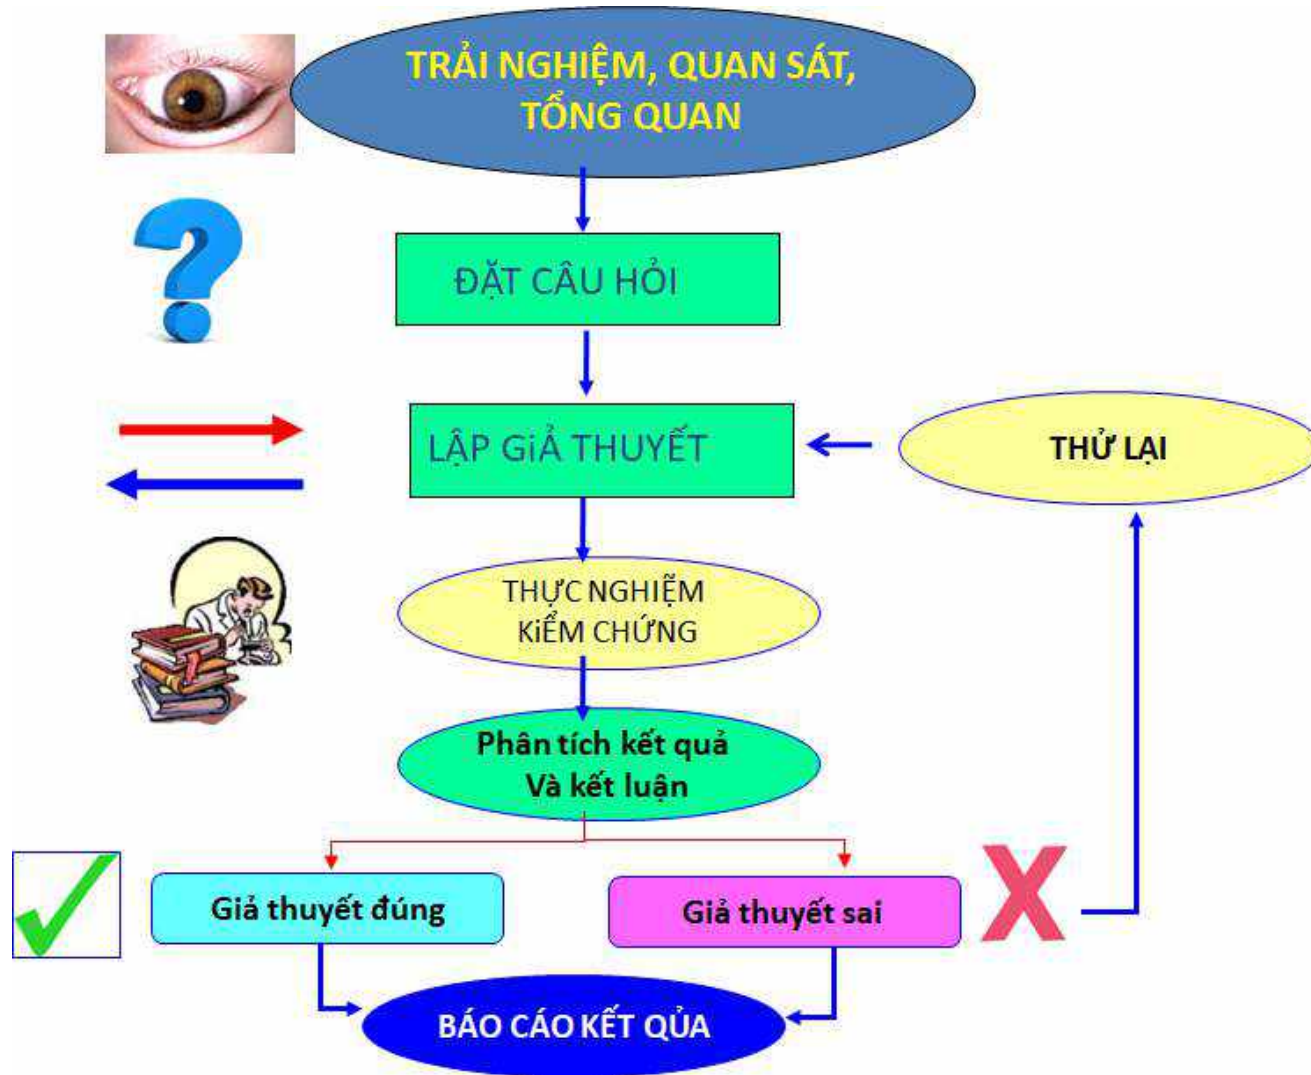 TRẢI NGHIỆM, QUAN SÁT,
TỔNG QUAN
ĐẶT CÂU HỎI
LẬP GiẢ THUYẾT
THỬ LẠI
THỰC NGHIỆM
KiỂM CHỨNG
Phân tích kết quả
Và kết luận
Giả thuyết đúng
Giả thuyết sai
X
BÁO CÁO KẾT QỦA